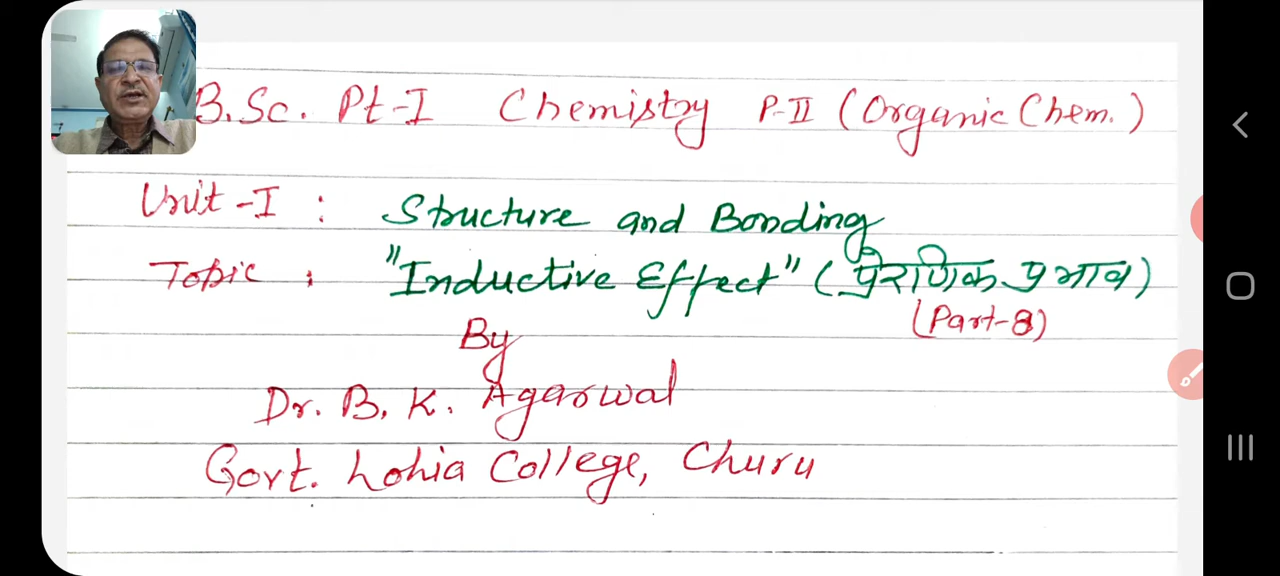 B.Sc. Pt-I Chemistry P-II (Organic Chem.)
Unit-I : Structure and Bonding
Topic : "Inductive Effect" (प्रेरणिक प्रभाव)
(Part-8)
By
Dr. B. K. Agarwal
Govt. Lohia College, Churu